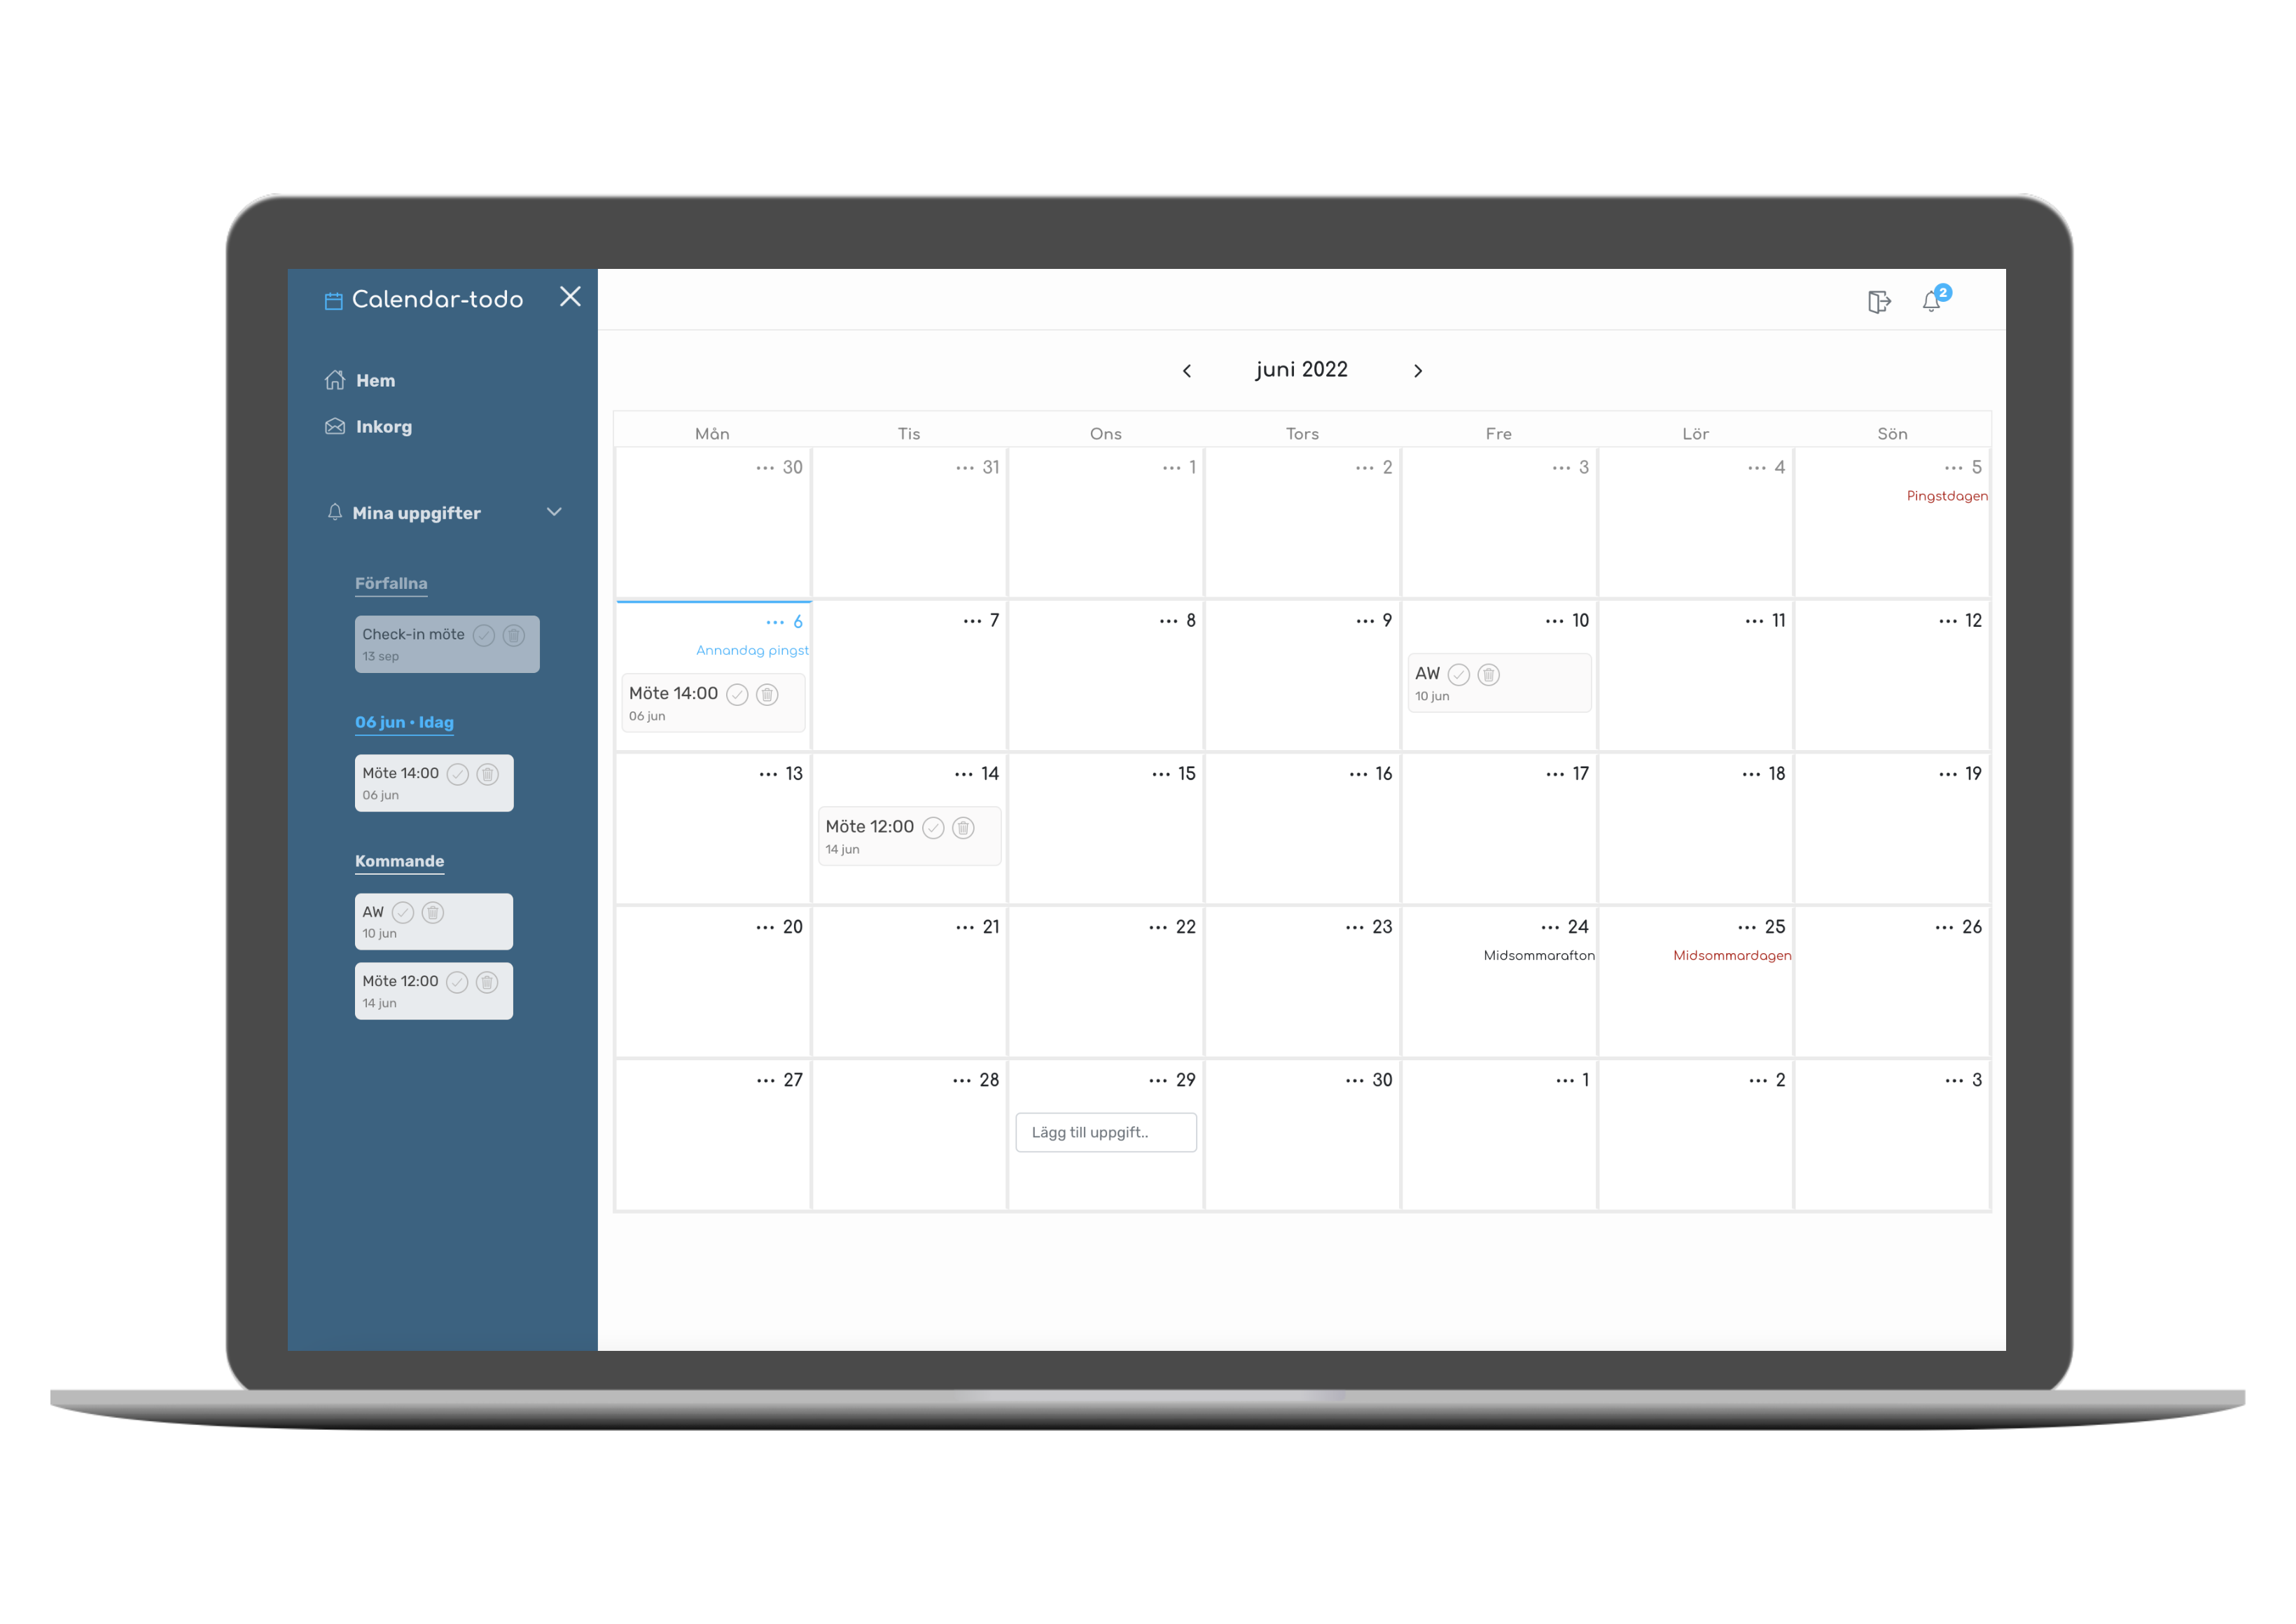 Calendar-todo
2
Hem
Inkorg
Mina uppgifter
Förfallna
Check-in möte
13 sep
06 jun • Idag
Möte 14:00
06 jun
Kommande
AW
10 jun
Möte 12:00
14 jun
juni 2022
Mån Tis Ons Tors Fre Lör Sön
··· 30 ··· 31 ··· 1 ··· 2 ··· 3 ··· 4 ··· 5
Pingstdagen
··· 6 ··· 7 ··· 8 ··· 9 ··· 10 ··· 11 ··· 12
Annandag pingst
Möte 14:00
06 jun
AW
10 jun
··· 13 ··· 14 ··· 15 ··· 16 ··· 17 ··· 18 ··· 19
Möte 12:00
14 jun
··· 20 ··· 21 ··· 22 ··· 23 ··· 24 ··· 25 ··· 26
Midsommarafton Midsommardagen
··· 27 ··· 28 ··· 29 ··· 30 ··· 1 ··· 2 ··· 3
Lägg till uppgift..